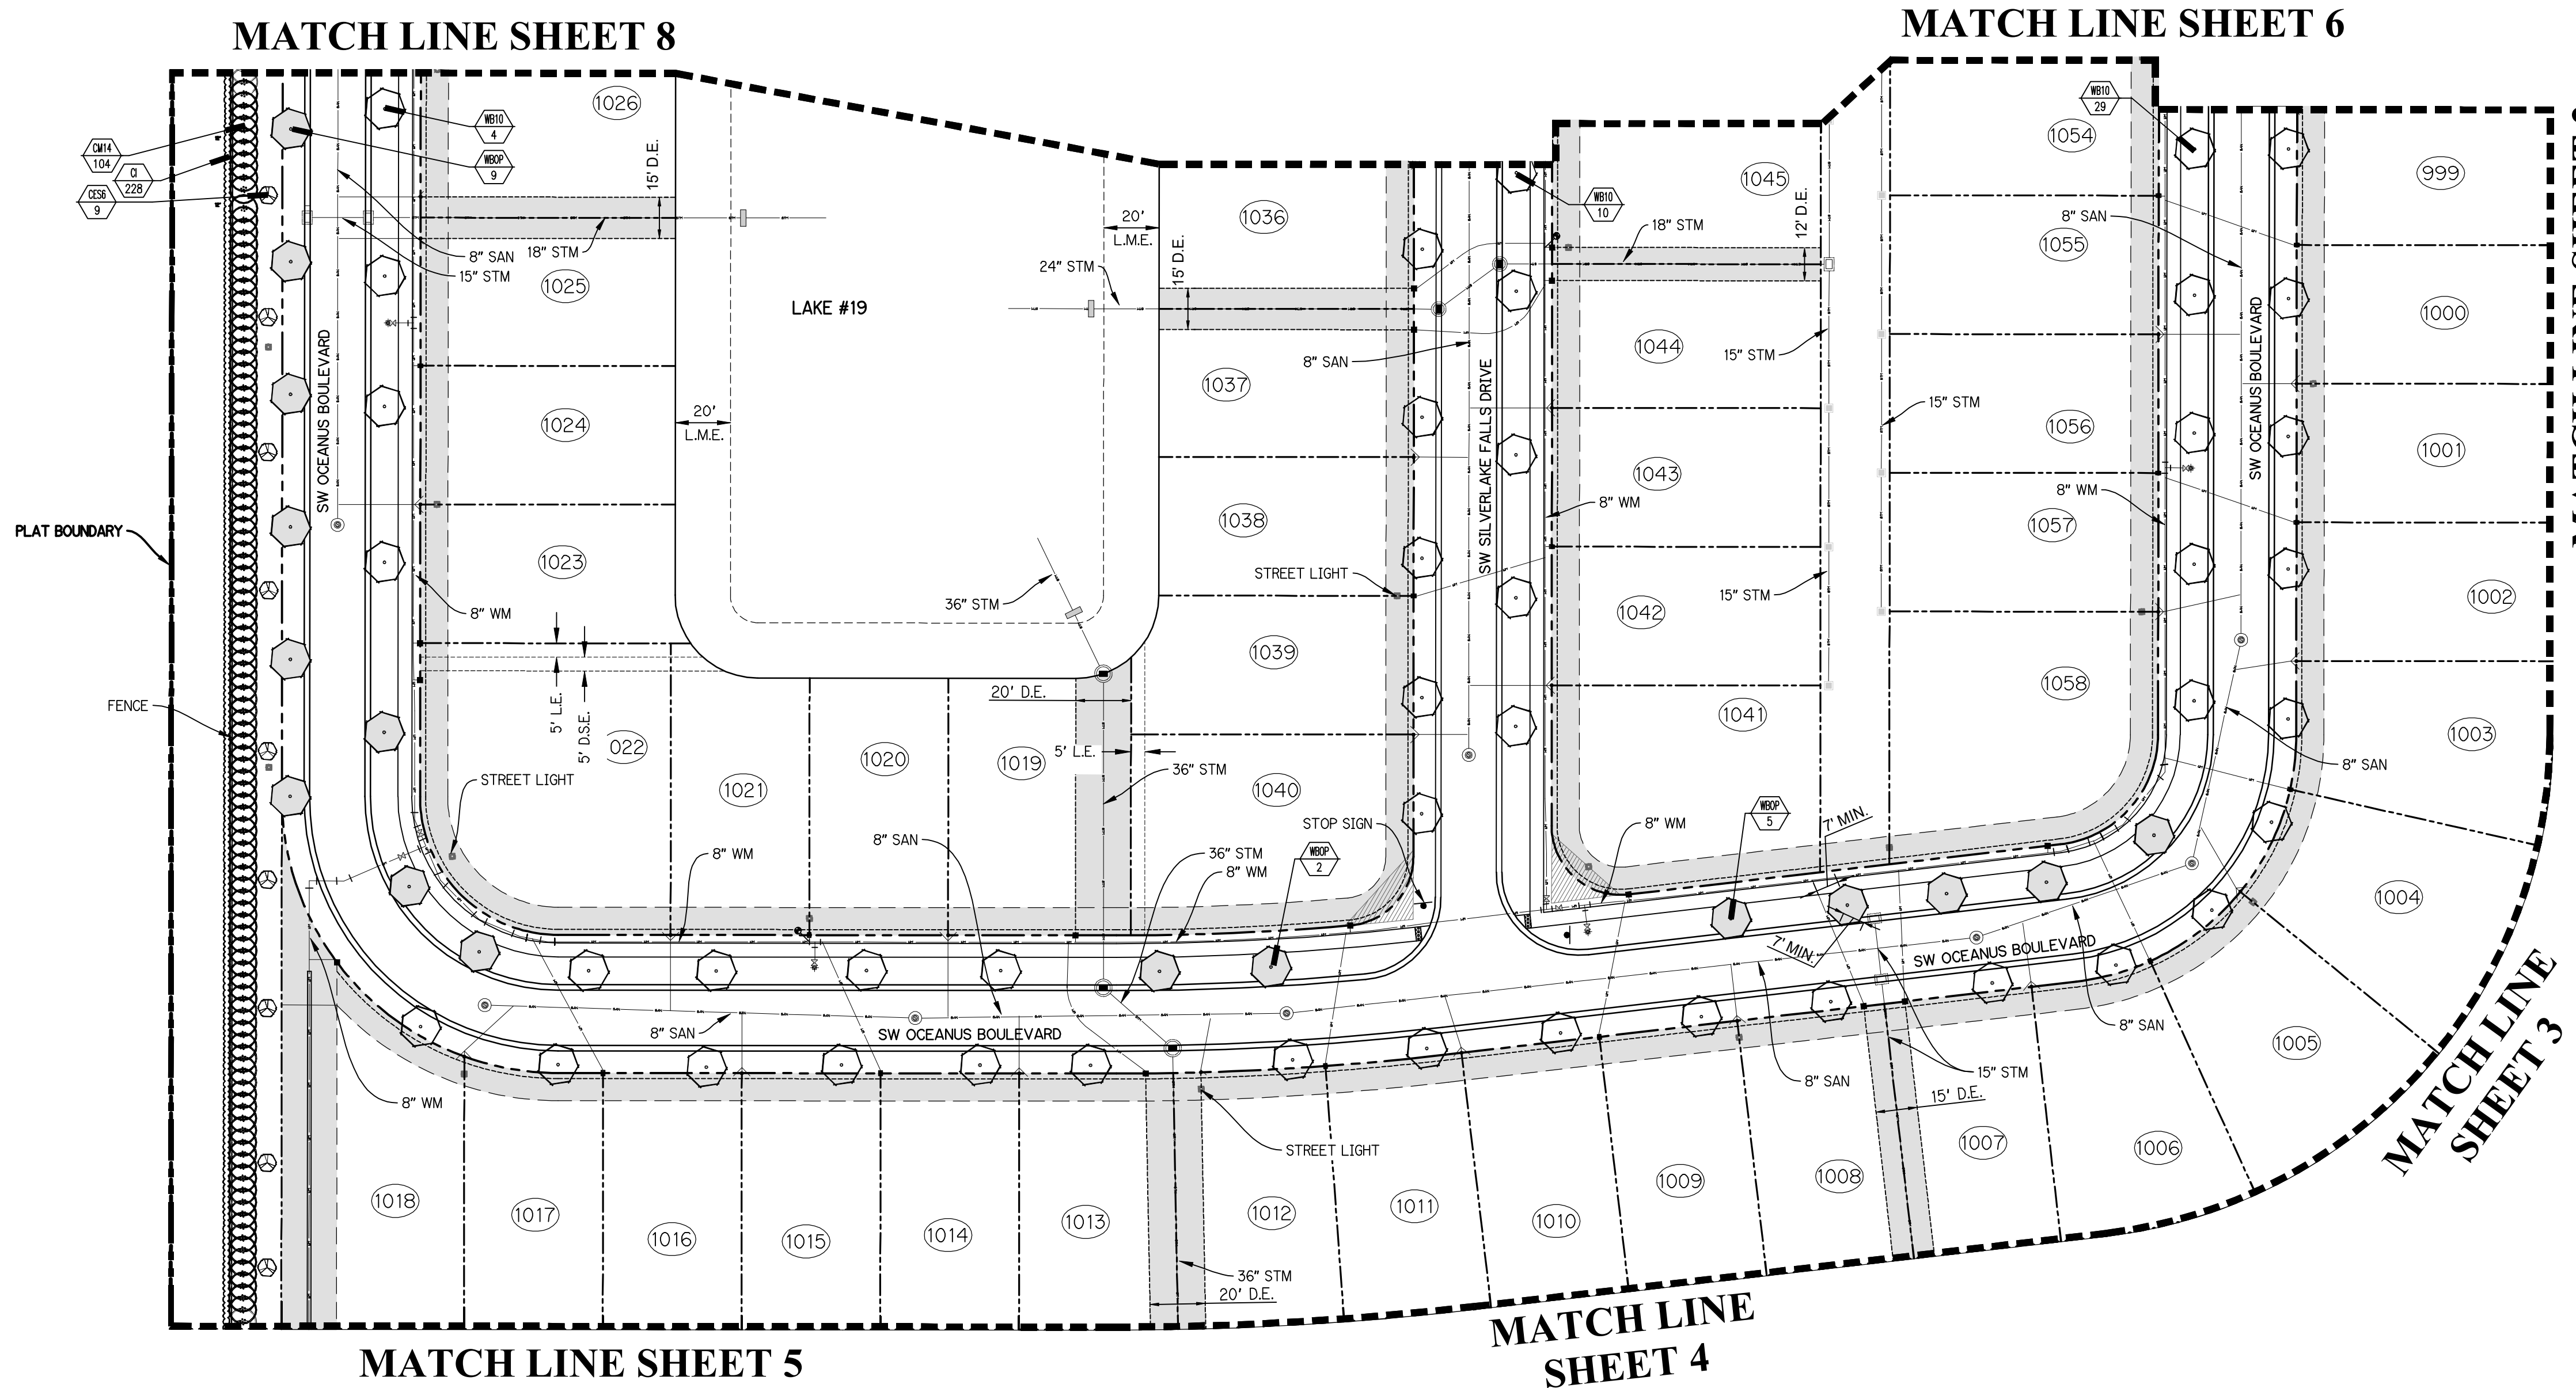 MATCH LINE SHEET 8
MATCH LINE SHEET 6
1026
WB10
4
WBOP
9
CM14
104
CI
228
CES6
9
15' D.E.
18" STM
8" SAN
15" STM
1025
LAKE #19
20'
L.M.E.
1036
15' D.E.
24" STM
WB10
10
1045
18" STM
12' D.E.
WB10
29
1054
999
8" SAN
1055
1000
SW OCEANUS BOULEVARD
1024
20'
L.M.E.
1037
8" SAN
SW SILVERLAKE FALLS DRIVE
1044
15" STM
15" STM
1056
SW OCEANUS BOULEVARD
1001
PLAT BOUNDARY
1023
8" WM
1038
STREET LIGHT
36" STM
1043
8" WM
1042
15" STM
8" WM
1057
1002
FENCE
5' L.E.
5' D.S.E.
022
STREET LIGHT
1021
1020
1019
20' D.E.
5' L.E.
36" STM
1039
1040
STOP SIGN
1041
1058
1003
8" SAN
8" WM
8" SAN
36" STM
8" WM
WBOP
2
8" WM
WBOP
5
7' MIN.
7' MIN.
1004
8" SAN
SW OCEANUS BOULEVARD
SW OCEANUS BOULEVARD
8" WM
8" SAN
8" SAN
15" STM
15' D.E.
STREET LIGHT
1005
1006
1007
1008
1009
1010
1011
1012
1013
1014
1015
1016
1017
1018
36" STM
20' D.E.
MATCH LINE
SHEET 3
MATCH LINE
SHEET 4
MATCH LINE SHEET 5